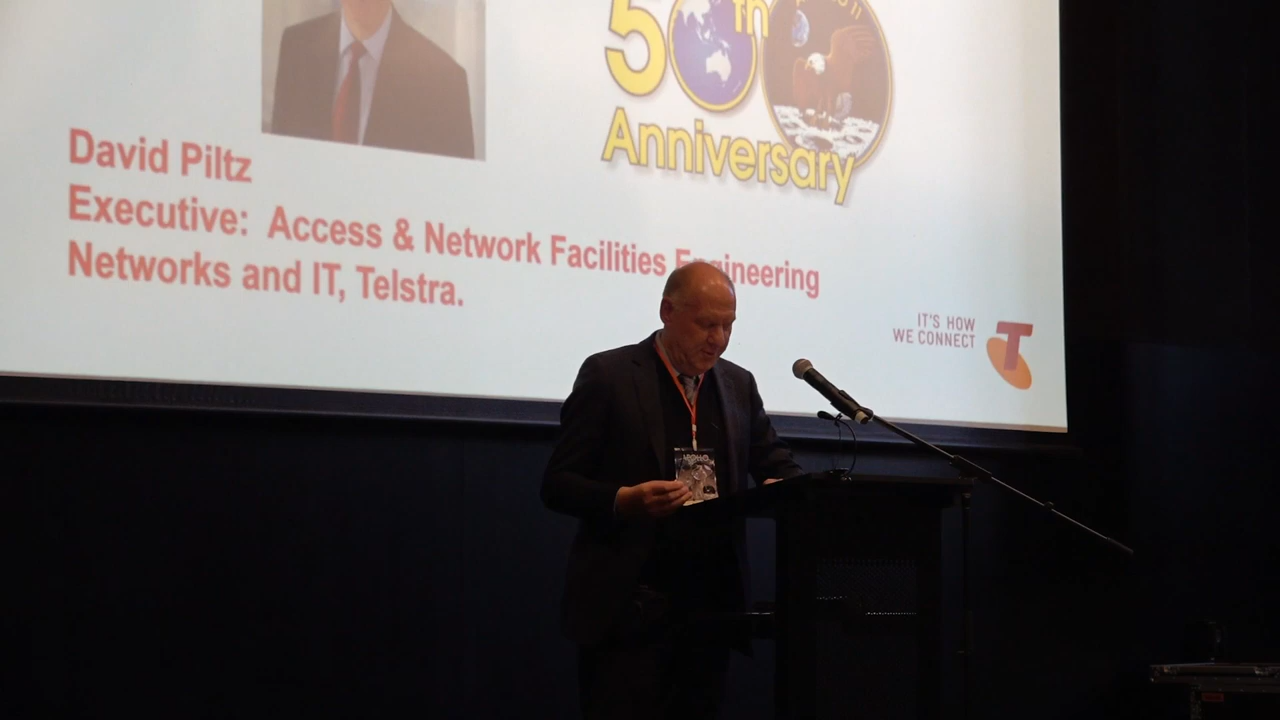 50th
Anniversary
David Piltz
Executive: Access & Network Facilities Engineering
Networks and IT, Telstra.
IT'S HOW
WE CONNECT
T